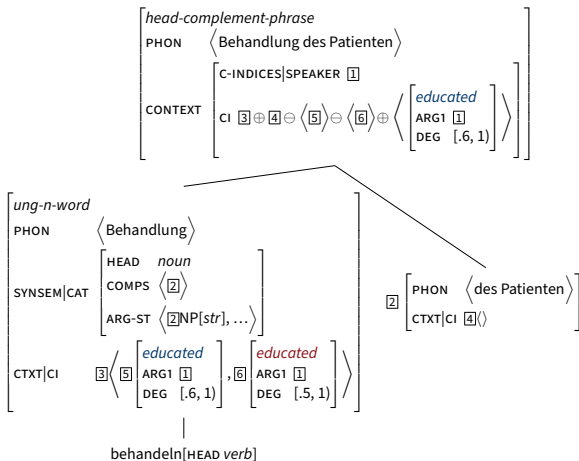 head-complement-phrase
PHON ⟨Behandlung des Patienten⟩
C-INDICES|SPEAKER 1
educated
CONTEXT CI 3 ⊕ 4 ⊖ ⟨5⟩ ⊖ ⟨6⟩ ⊕ ⟨ ARG1 1 ⟩
DEG [.6, 1)
ung-n-word
PHON ⟨Behandlung⟩
HEAD noun
SYNSEM|CAT COMPS ⟨2⟩
ARG-ST ⟨2NP[str], …⟩
2 PHON ⟨des Patienten⟩
CTXT|CI 4⟨⟩
educated educated
CTXT|CI 3⟨5 ARG1 1 , 6 ARG1 1 ⟩
DEG [.6, 1) DEG [.5, 1)
behandeln[HEAD verb]